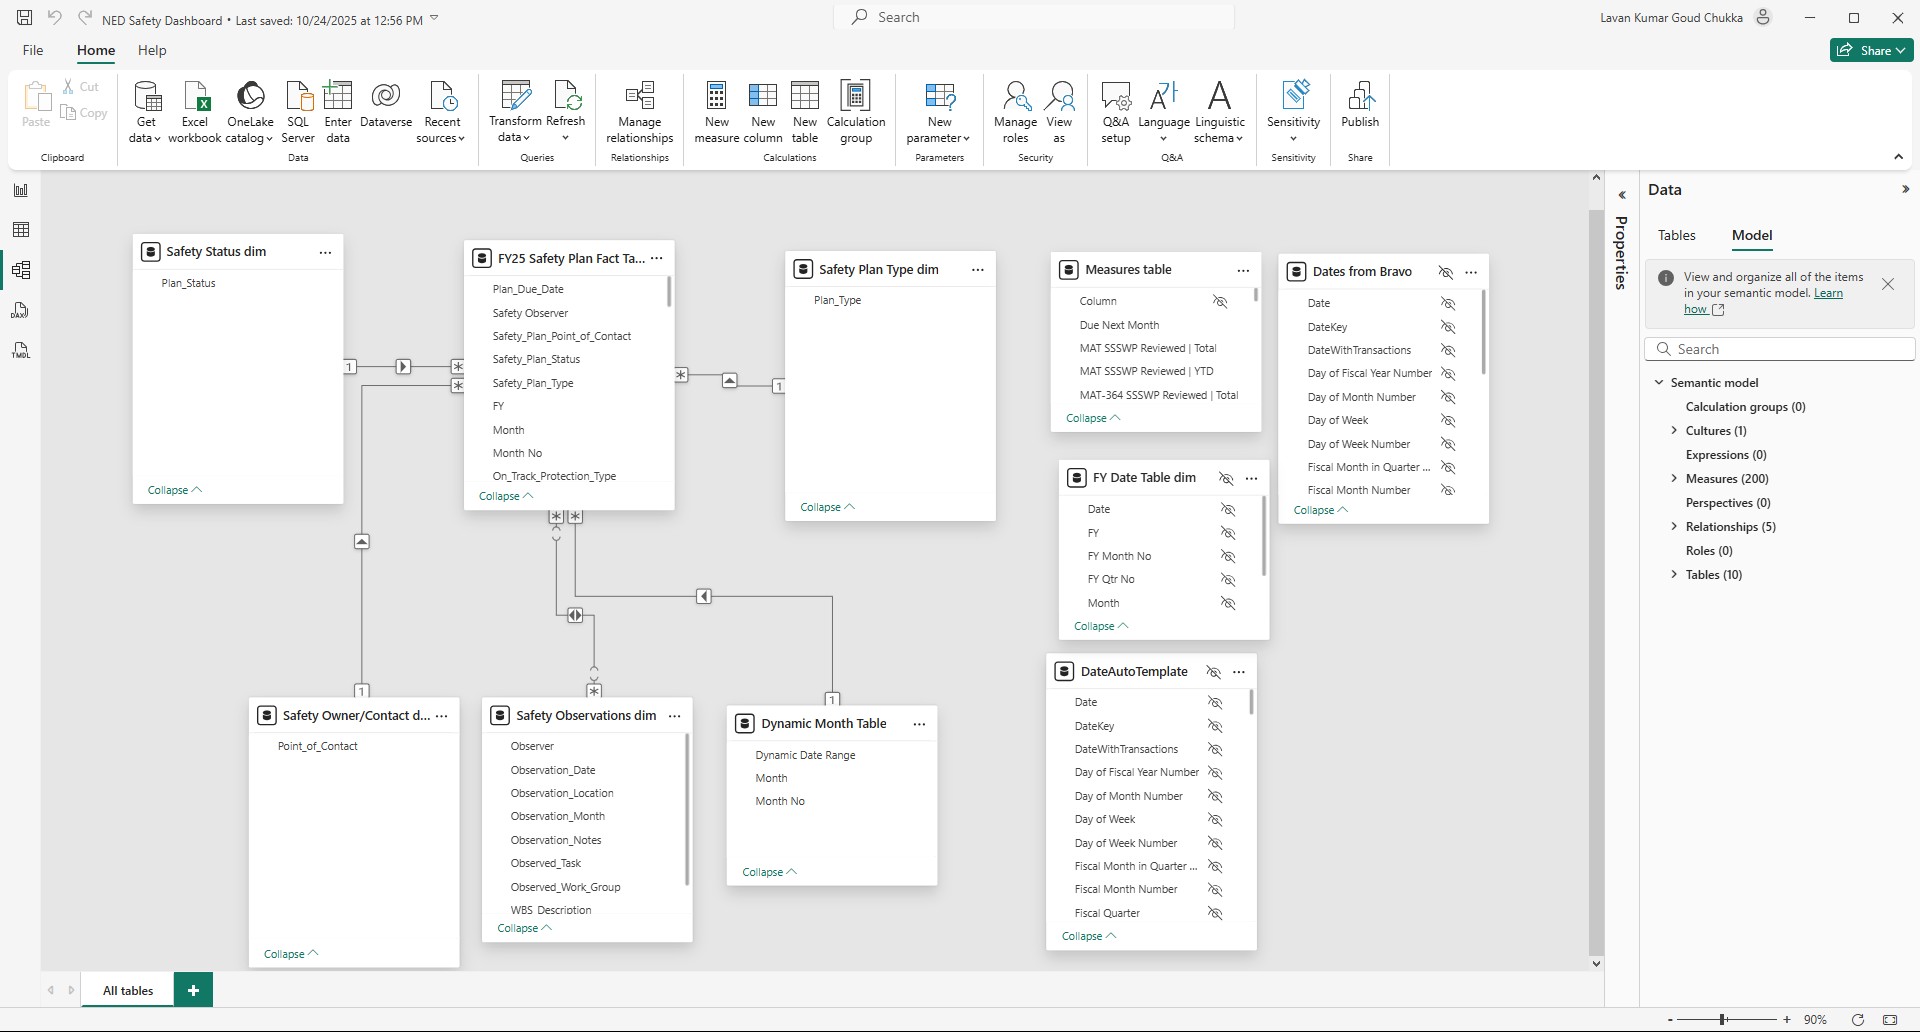 NED Safety Dashboard • Last saved: 10/24/2025 at 12:56 PM
Search
Lavan Kumar Goud Chukka
File
Home
Help
Share
Paste
Cut
Copy
Clipboard
Get data
Excel workbook
OneLake catalog
SQL Server
Enter data
Dataverse
Recent sources
Data
Transform data
Refresh
Queries
Manage relationships
Relationships
New measure
New column
New table
Calculation group
Calculations
New parameter
Parameters
Manage roles
View as
Security
Q&A setup
Language
Linguistic schema
Q&A
Sensitivity
Sensitivity
Publish
Share
DAX
TMDL
Safety Status dim
Plan_Status
Collapse
FY25 Safety Plan Fact Ta...
Plan_Due_Date
Safety Observer
Safety_Plan_Point_of_Contact
Safety_Plan_Status
Safety_Plan_Type
FY
Month
Month No
On_Track_Protection_Type
Collapse
Safety Plan Type dim
Plan_Type
Collapse
Measures table
Column
Due Next Month
MAT SSSWP Reviewed | Total
MAT SSSWP Reviewed | YTD
MAT-364 SSSWP Reviewed | Total
Collapse
Dates from Bravo
Date
DateKey
DateWithTransactions
Day of Fiscal Year Number
Day of Month Number
Day of Week
Day of Week Number
Fiscal Month in Quarter ...
Fiscal Month Number
Collapse
FY Date Table dim
Date
FY
FY Month No
FY Qtr No
Month
Collapse
DateAutoTemplate
Date
DateKey
DateWithTransactions
Day of Fiscal Year Number
Day of Month Number
Day of Week
Day of Week Number
Fiscal Month in Quarter ...
Fiscal Month Number
Fiscal Quarter
Collapse
Safety Owner/Contact d...
Point_of_Contact
Collapse
Safety Observations dim
Observer
Observation_Date
Observation_Location
Observation_Month
Observation_Notes
Observed_Task
Observed_Work_Group
WBS_Description
Collapse
Dynamic Month Table
Dynamic Date Range
Month
Month No
Collapse
1
*
*
1
*
1
*
*
*
1
Properties
Data
Tables
Model
View and organize all of the items
in your semantic model. Learn
how
Search
Semantic model
Calculation groups (0)
Cultures (1)
Expressions (0)
Measures (200)
Perspectives (0)
Relationships (5)
Roles (0)
Tables (10)
All tables
+
- + 90%